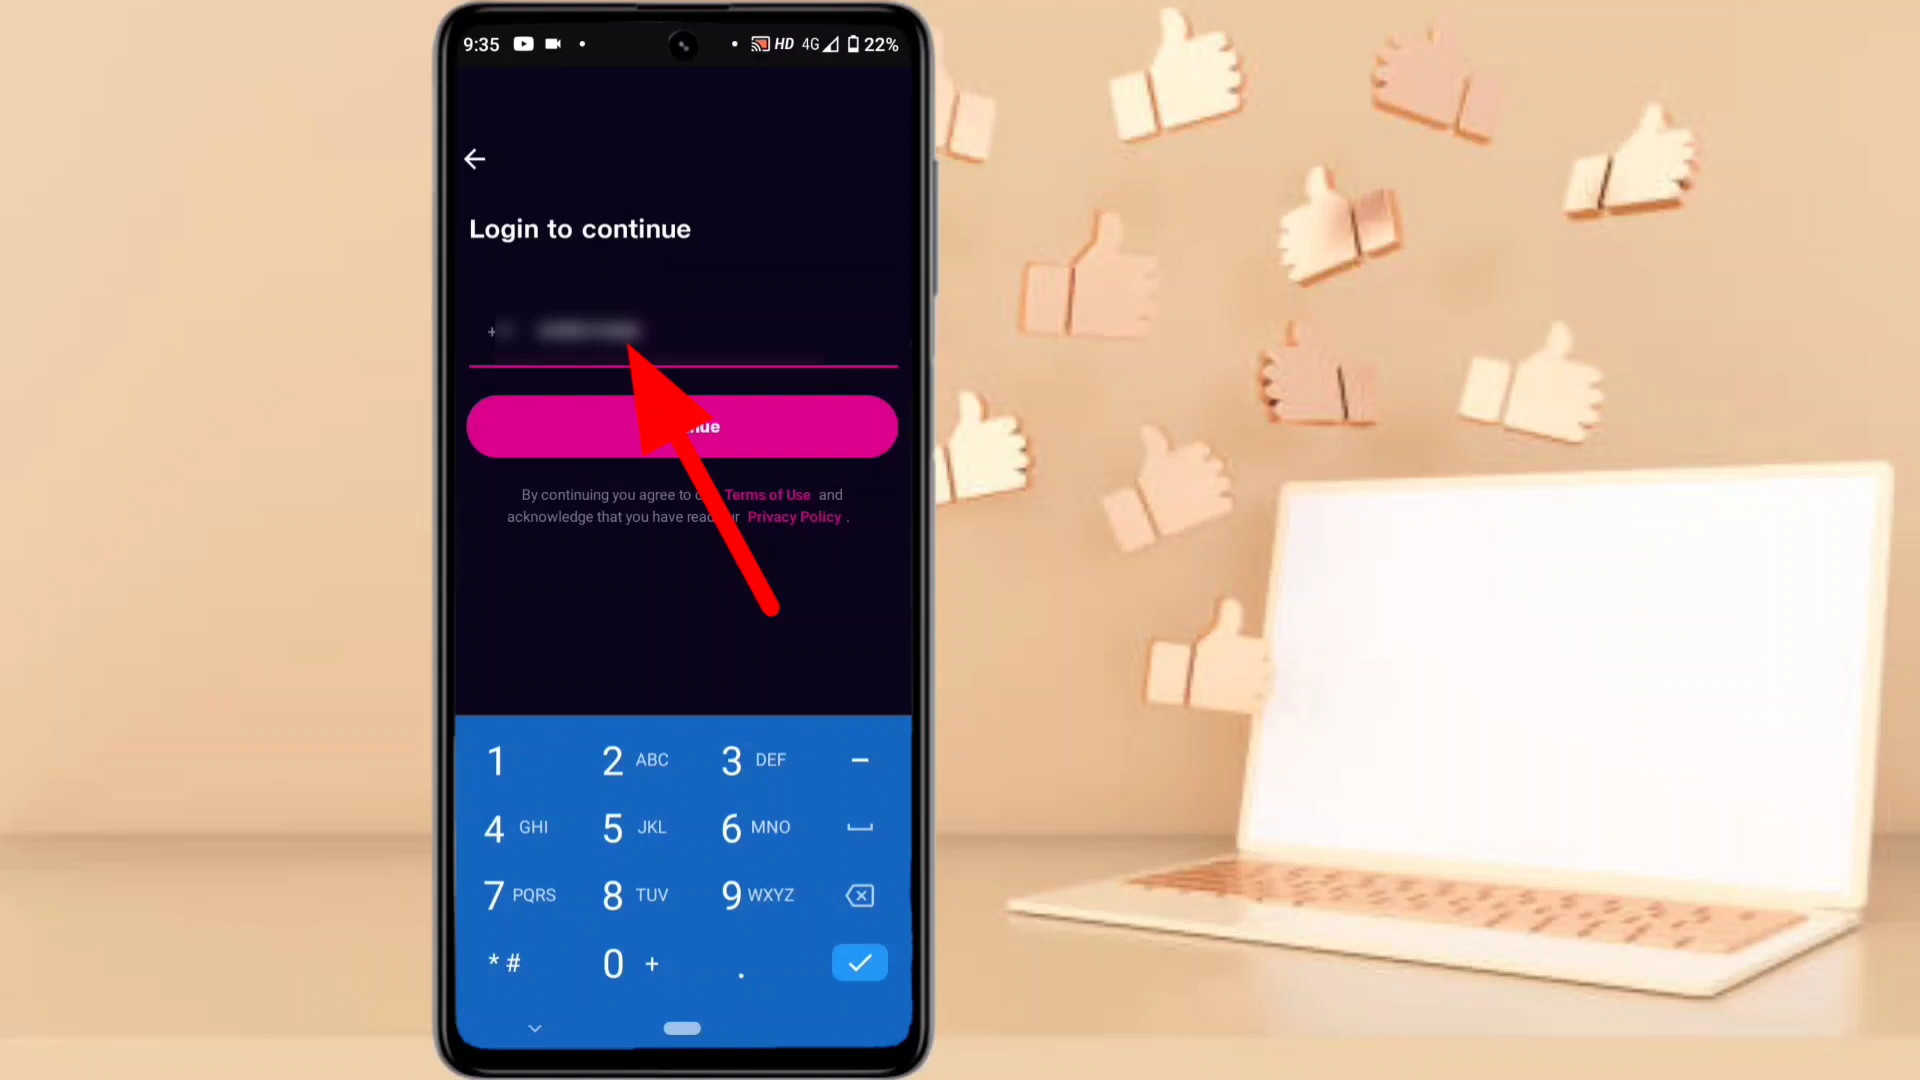 9:35 HD 4G 22%
Login to continue
+
By continuing you agree to Terms of Use and
acknowledge that you have Privacy Policy .
1 2 ABC 3 DEF –
4 GHI 5 JKL 6 MNO
7 PQRS 8 TUV 9 WXYZ
* # 0 + .